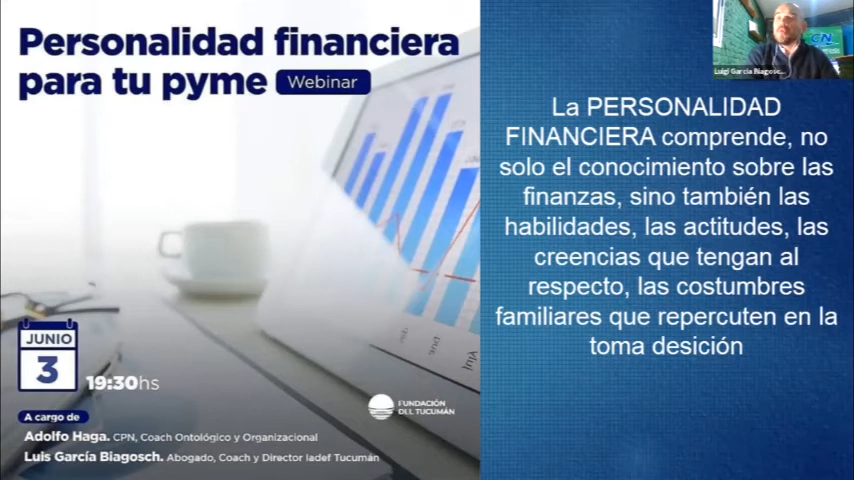 Personalidad financiera
para tu pyme Webinar
JUNIO
3
19:30hs
FUNDACIÓN
DEL TUCUMÁN
A cargo de
Adolfo Haga. CPN, Coach Ontológico y Organizacional
Luis García Biagosch. Abogado, Coach y Director Iadef Tucumán
CN
Luigi García Biagosc...
La PERSONALIDAD
FINANCIERA comprende, no
solo el conocimiento sobre las
finanzas, sino también las
habilidades, las actitudes, las
creencias que tengan al
respecto, las costumbres
familiares que repercuten en la
toma desición